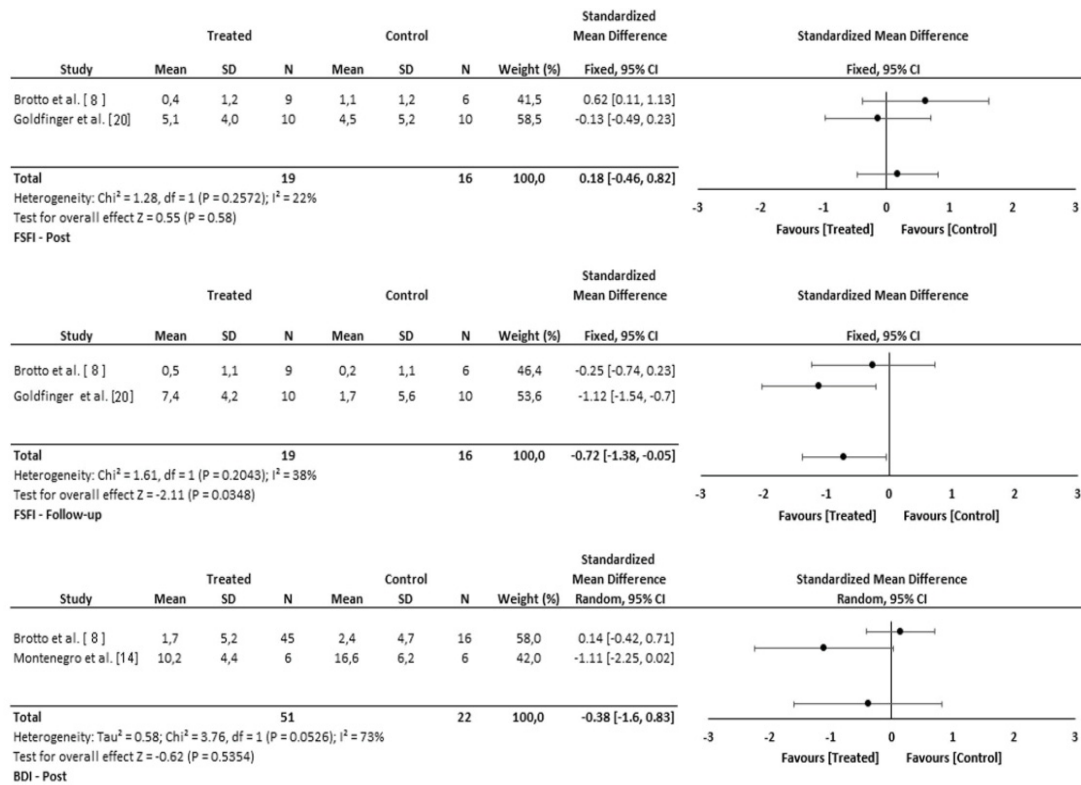 Standardized
Treated Control Mean Difference Standardized Mean Difference
Study Mean SD N Mean SD N Weight (%) Fixed, 95% CI Fixed, 95% CI
Brotto et al. [ 8 ] 0,4 1,2 9 1,1 1,2 6 41,5 0.62 [0.11, 1.13]
Goldfinger et al. [20] 5,1 4,0 10 4,5 5,2 10 58,5 -0.13 [-0.49, 0.23]
Total 19 16 100,0 0.18 [-0.46, 0.82]
Heterogeneity: Chi² = 1.28, df = 1 (P = 0.2572); I² = 22%
Test for overall effect Z = 0.55 (P = 0.58)
FSFI - Post
-3 -2 -1 0 1 2 3
Favours [Treated] Favours [Control]
Standardized
Treated Control Mean Difference Standardized Mean Difference
Study Mean SD N Mean SD N Weight (%) Fixed, 95% CI Fixed, 95% CI
Brotto et al. [ 8 ] 0,5 1,1 9 0,2 1,1 6 46,4 -0.25 [-0.74, 0.23]
Goldfinger et al. [20] 7,4 4,2 10 1,7 5,6 10 53,6 -1.12 [-1.54, -0.7]
Total 19 16 100,0 -0.72 [-1.38, -0.05]
Heterogeneity: Chi² = 1.61, df = 1 (P = 0.2043); I² = 38%
Test for overall effect Z = -2.11 (P = 0.0348)
FSFI - Follow-up
-3 -2 -1 0 1 2 3
Favours [Treated] Favours [Control]
Standardized
Treated Control Mean Difference Standardized Mean Difference
Study Mean SD N Mean SD N Weight (%) Random, 95% CI Random, 95% CI
Brotto et al. [ 8 ] 1,7 5,2 45 2,4 4,7 16 58,0 0.14 [-0.42, 0.71]
Montenegro et al. [14] 10,2 4,4 6 16,6 6,2 6 42,0 -1.11 [-2.25, 0.02]
Total 51 22 100,0 -0.38 [-1.6, 0.83]
Heterogeneity: Tau² = 0.58; Chi² = 3.76, df = 1 (P = 0.0526); I² = 73%
Test for overall effect Z = -0.62 (P = 0.5354)
BDI - Post
-3 -2 -1 0 1 2 3
Favours [Treated] Favours [Control]